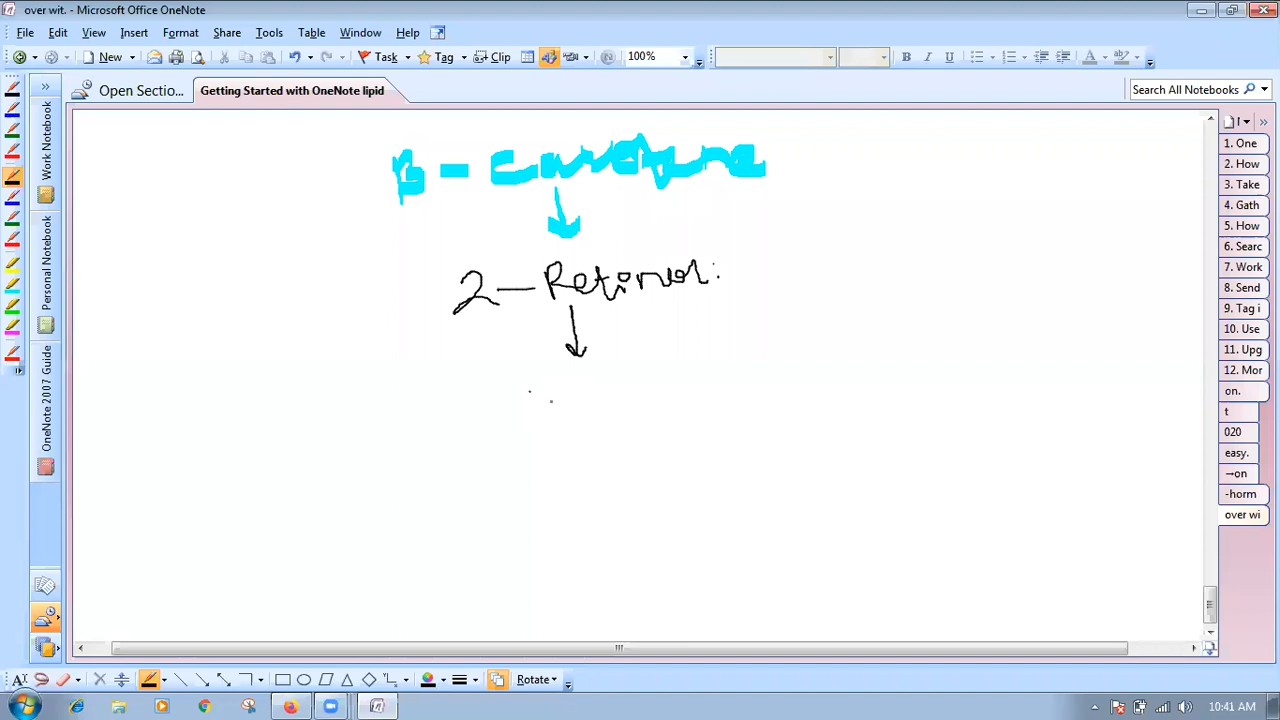 over wit. - Microsoft Office OneNote
File Edit View Insert Format Share Tools Table Window Help
New Task Tag Clip 100% B I U
Open Sectio... Getting Started with OneNote lipid Search All Notebooks
Work Notebook
Personal Notebook
OneNote 2007 Guide
β - Carotene
2 - Retinal
1. One
2. How
3. Take
4. Gath
5. How
6. Searc
7. Work
8. Send
9. Tag i
10. Use
11. Upg
12. Mor
on.
t
020
easy.
→on
-horm
over wi
Rotate
10:41 AM